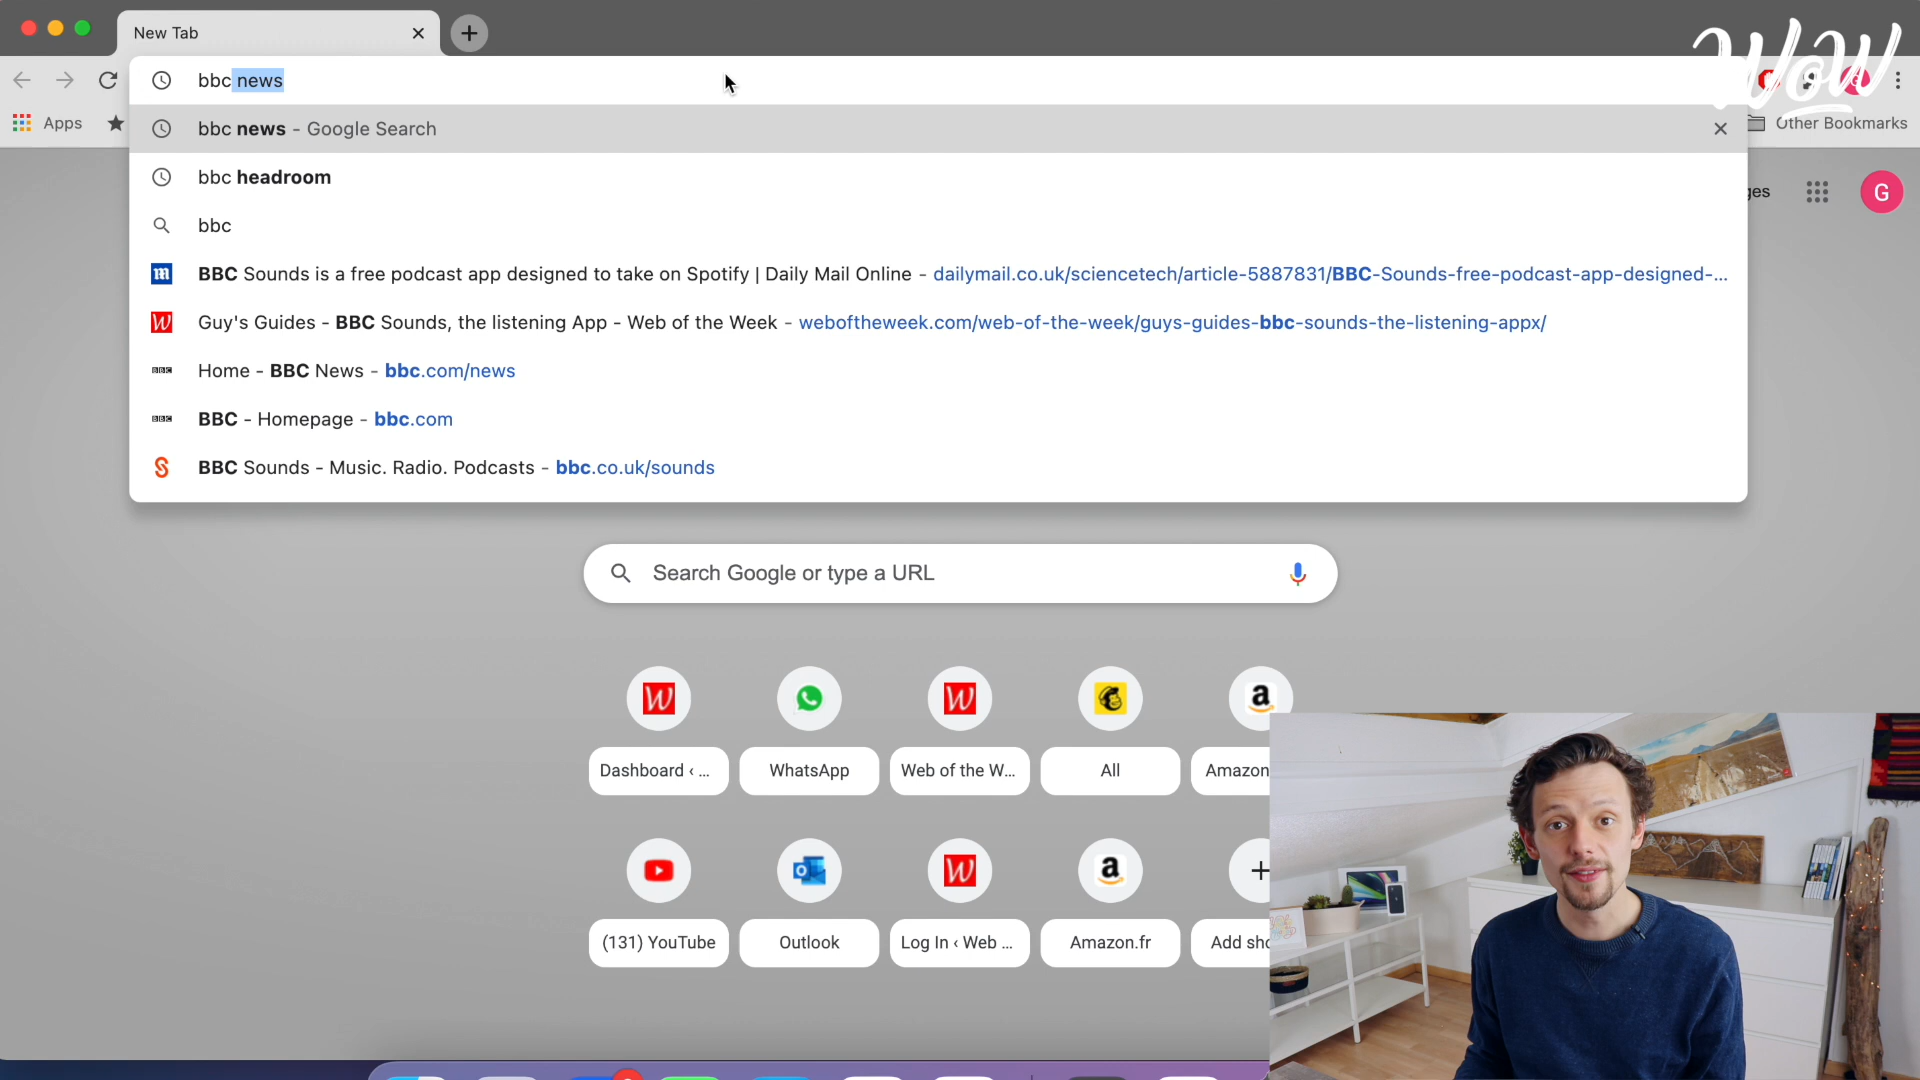 New Tab
WoW
bbc news
Apps
bbc news - Google Search
Other Bookmarks
bbc headroom
G
bbc
BBC Sounds is a free podcast app designed to take on Spotify | Daily Mail Online - dailymail.co.uk/sciencetech/article-5887831/BBC-Sounds-free-podcast-app-designed-...
Guy's Guides - BBC Sounds, the listening App - Web of the Week - weboftheweek.com/web-of-the-week/guys-guides-bbc-sounds-the-listening-appx/
BBC Home - BBC News - bbc.com/news
BBC BBC - Homepage - bbc.com
BBC Sounds - Music. Radio. Podcasts - bbc.co.uk/sounds
Search Google or type a URL
Dashboard ‹ ...
WhatsApp
Web of the W...
All
Amazon
(131) YouTube
Outlook
Log In ‹ Web ...
Amazon.fr
Add